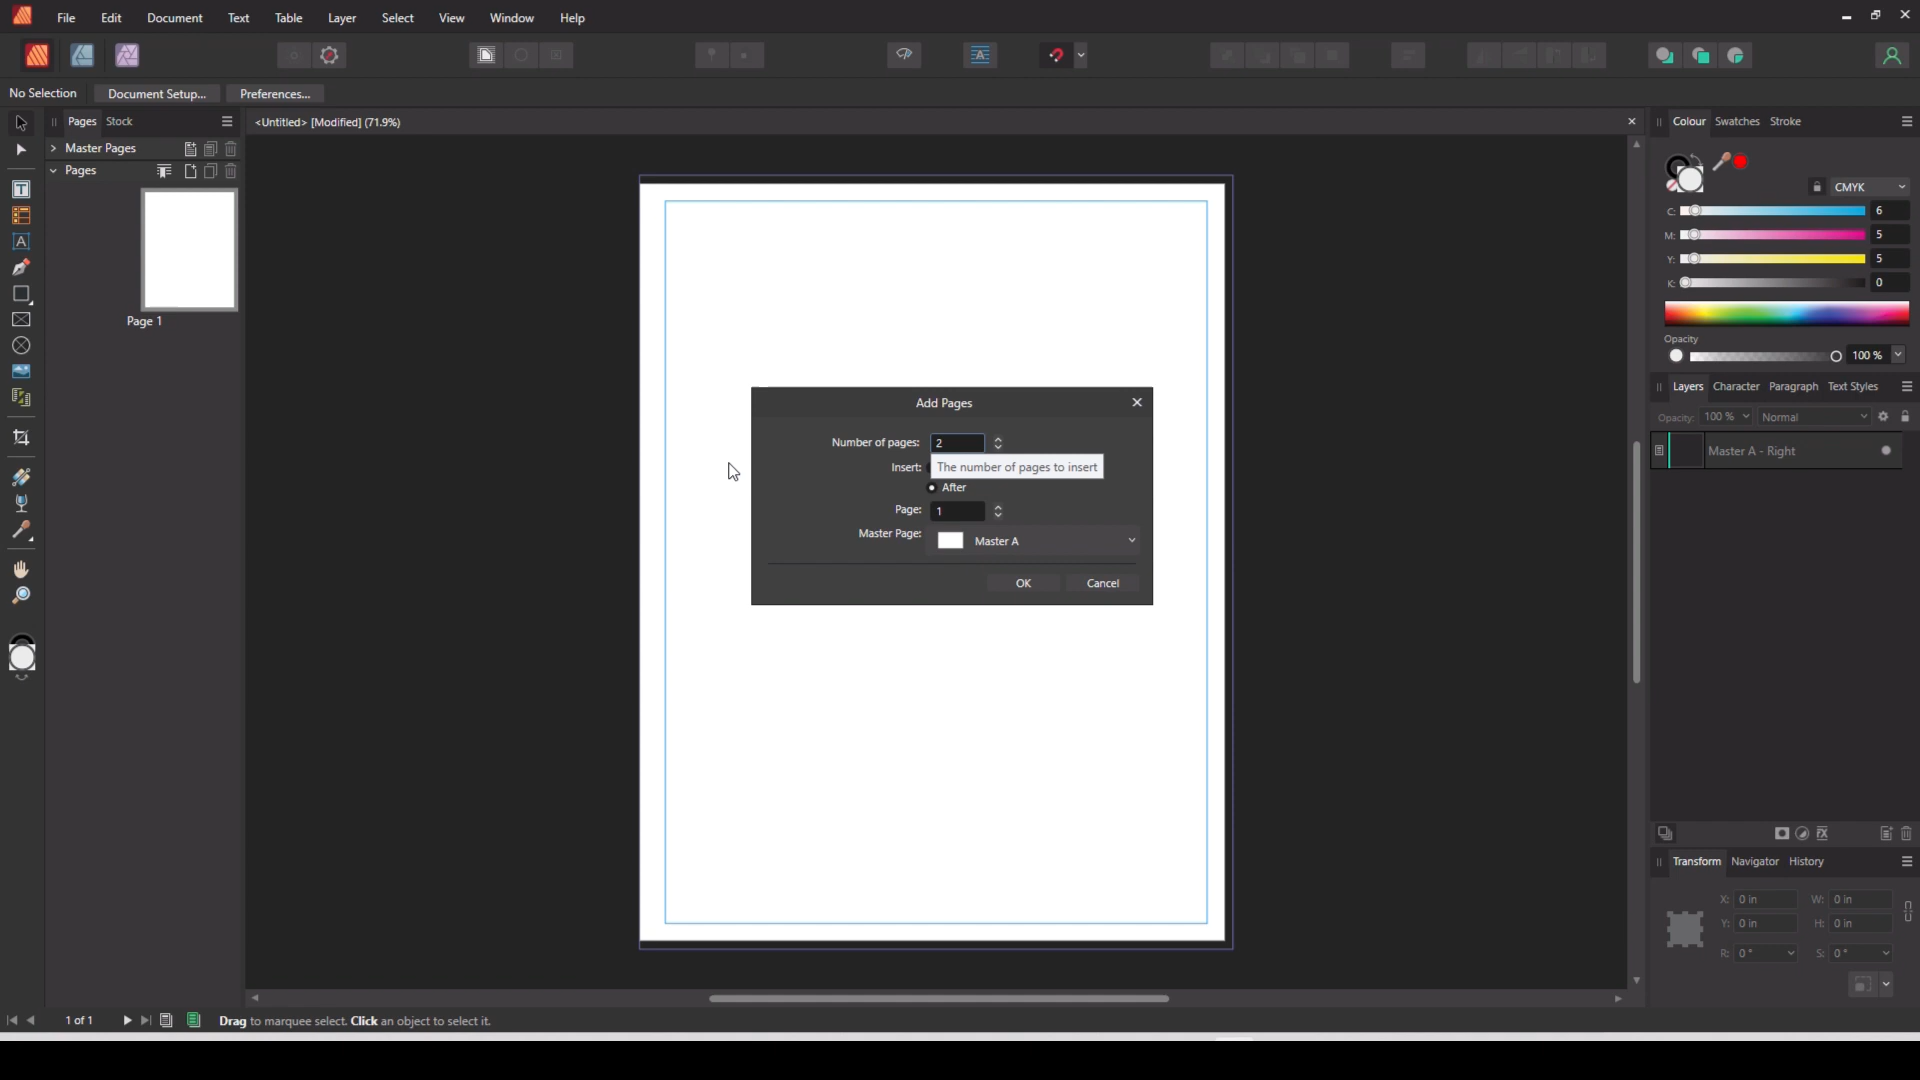 File Edit Document Text Table Layer Select View Window Help
No Selection Document Setup... Preferences...
Pages Stock
<Untitled> [Modified] (71.9%)
Colour Swatches Stroke
Master Pages
Pages
Page 1
CMYK
C: 6
M: 5
Y: 5
K: 0
Opacity
100 %
Layers Character Paragraph Text Styles
Opacity: 100 % Normal
Master A - Right
Add Pages
Number of pages: 2
Insert: The number of pages to insert
After
Page: 1
Master Page: Master A
OK Cancel
Transform Navigator History
X: 0 in W: 0 in
Y: 0 in H: 0 in
R: 0 ° S: 0 °
1 of 1 Drag to marquee select. Click an object to select it.